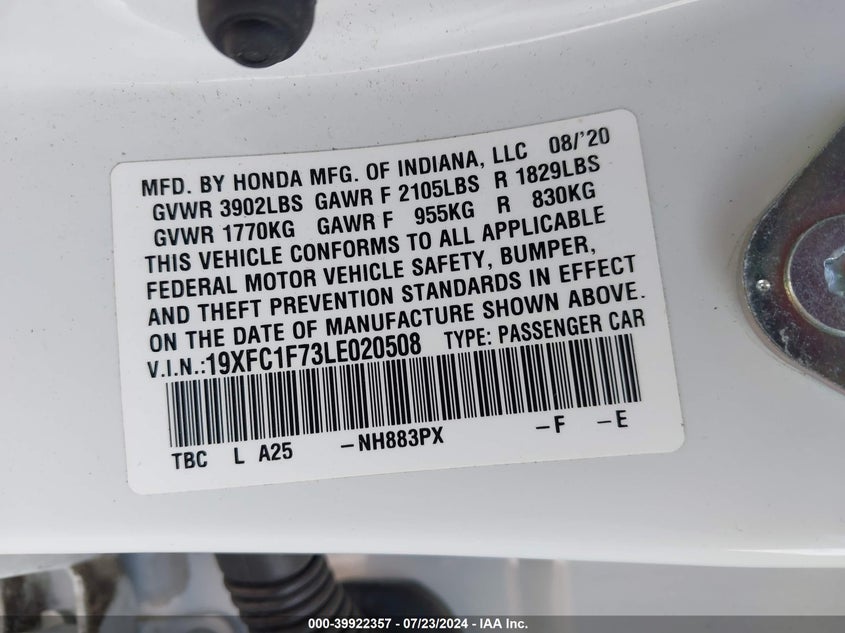 MFD. BY HONDA MFG. OF INDIANA, LLC 08/'20
GVWR 3902LBS GAWR F 2105LBS R 1829LBS
GVWR 1770KG GAWR F 955KG R 830KG
THIS VEHICLE CONFORMS TO ALL APPLICABLE
FEDERAL MOTOR VEHICLE SAFETY, BUMPER,
AND THEFT PREVENTION STANDARDS IN EFFECT
ON THE DATE OF MANUFACTURE SHOWN ABOVE.
V.I.N.:19XFC1F73LE020508 TYPE: PASSENGER CAR
TBC L A25 –NH883PX –F –E
000-39922357 - 07/23/2024 - IAA Inc.